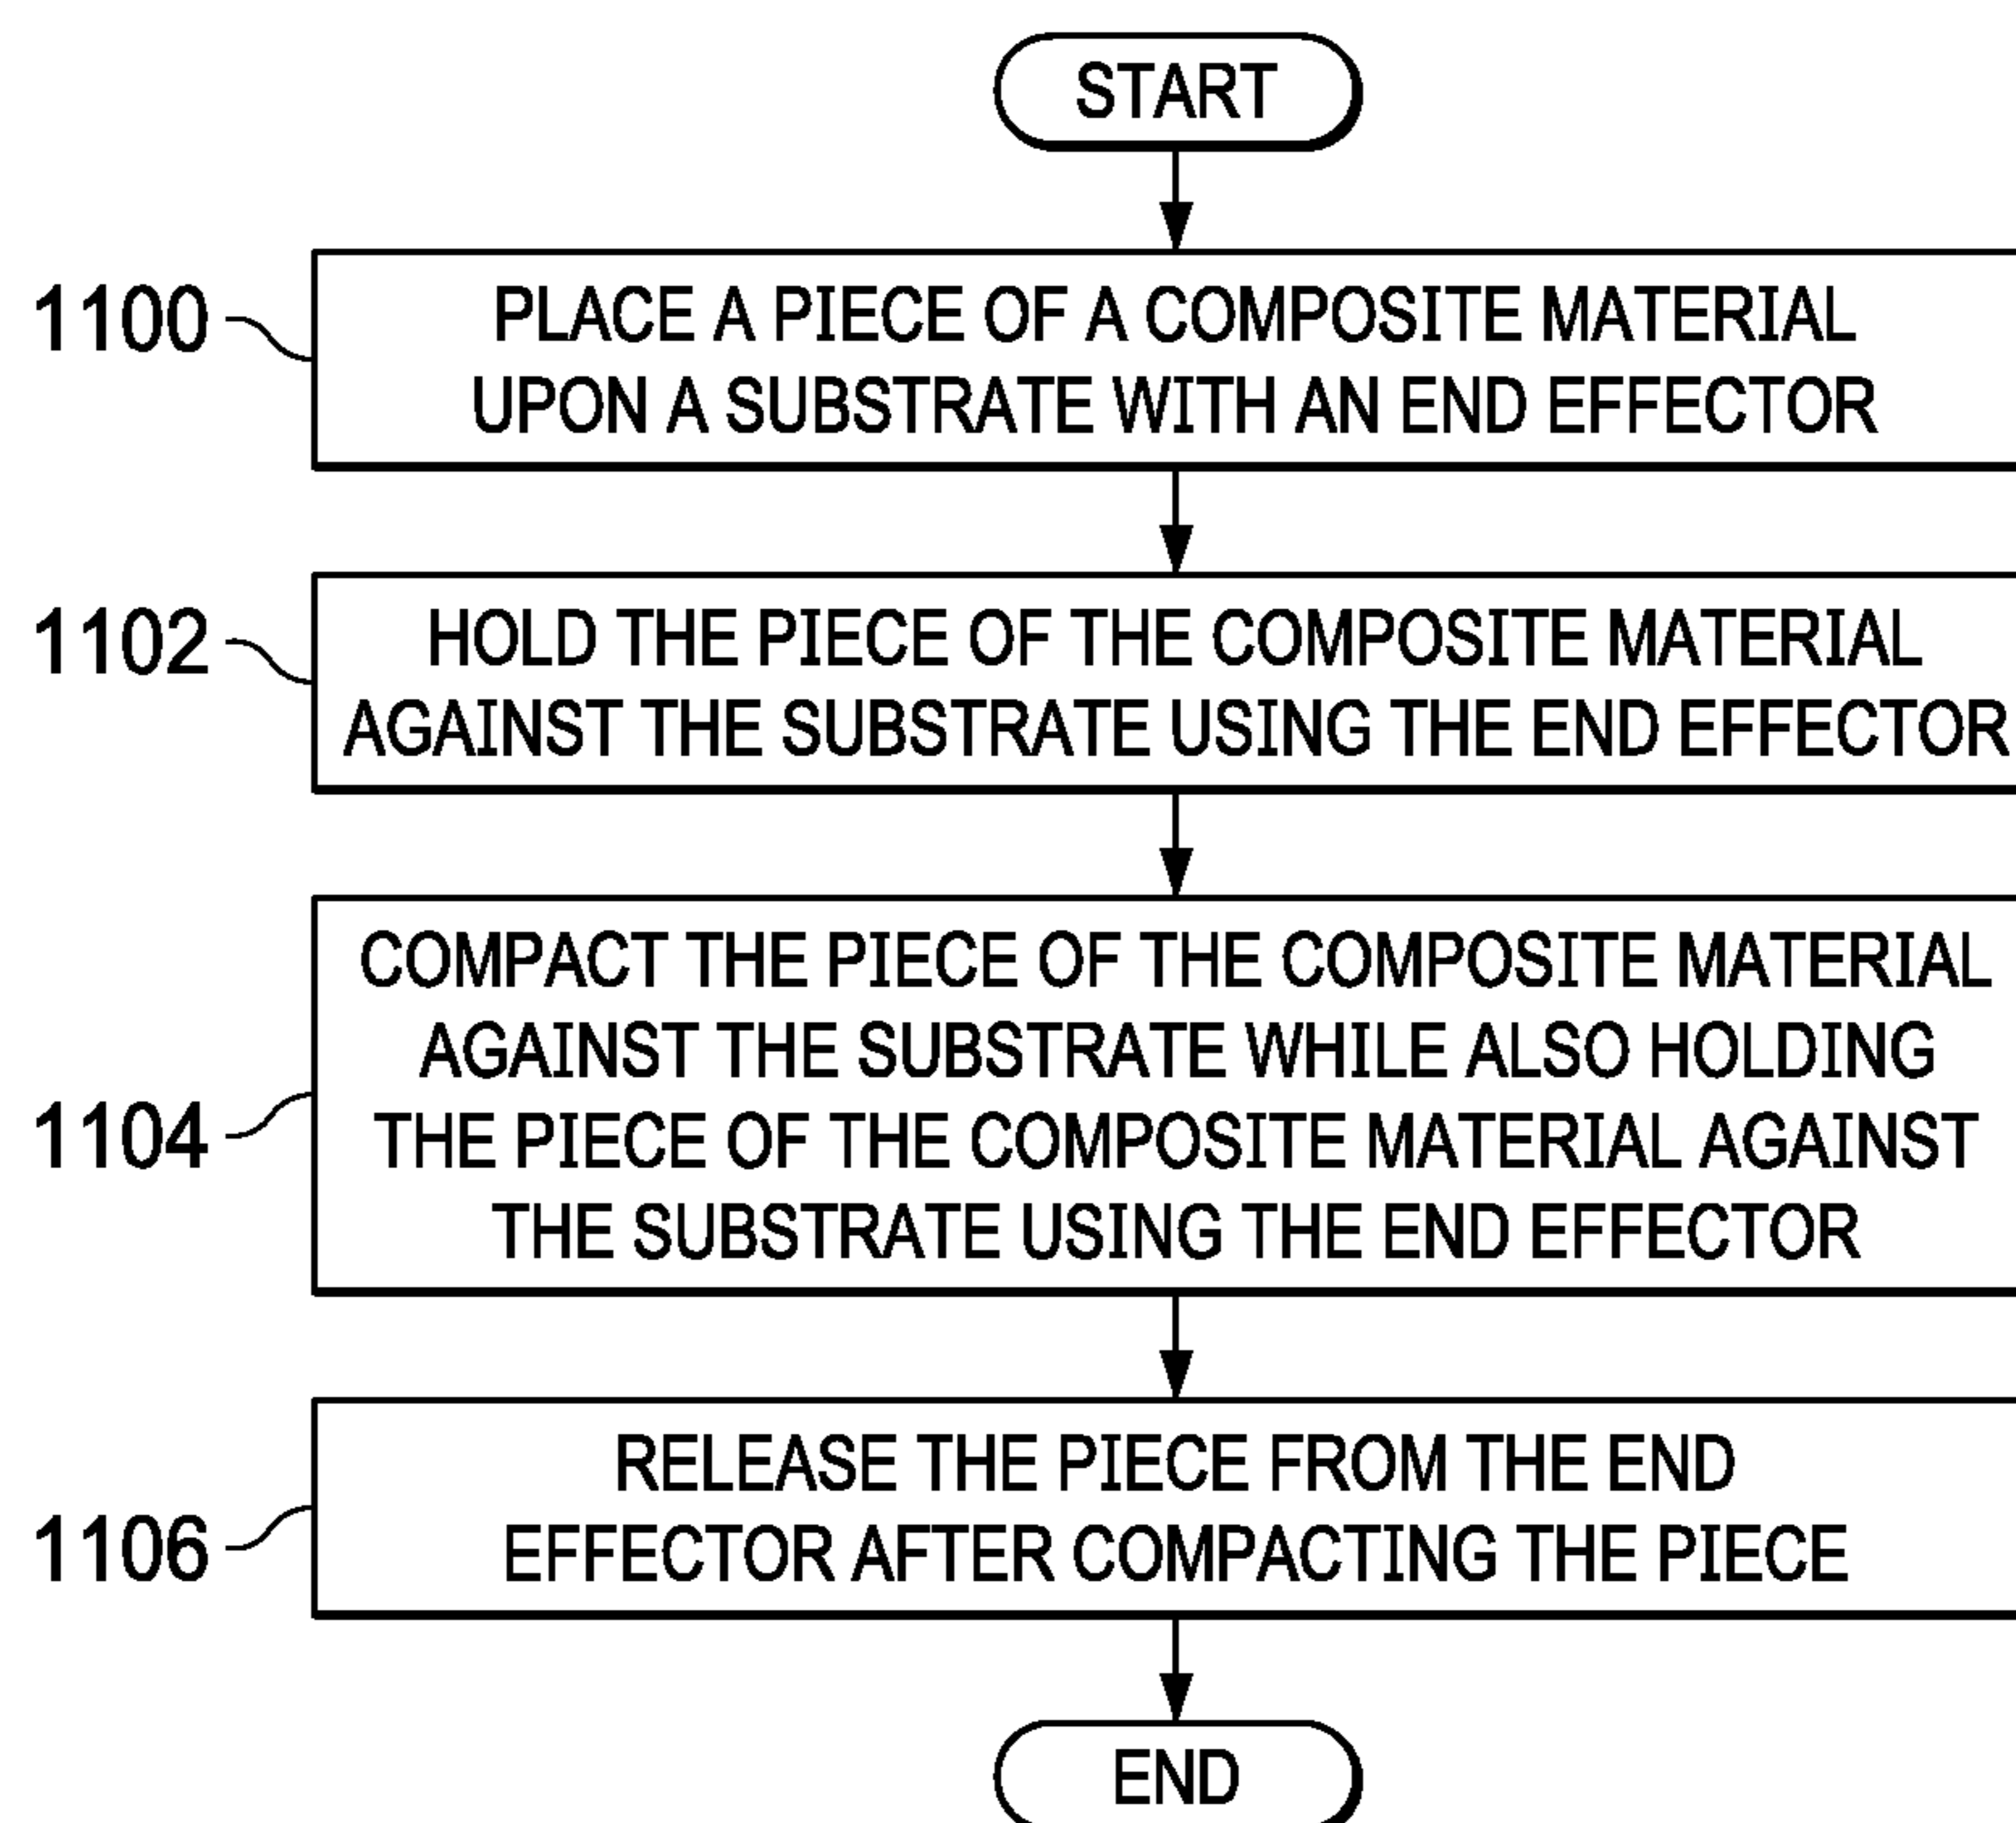 START
1100
PLACE A PIECE OF A COMPOSITE MATERIAL
UPON A SUBSTRATE WITH AN END EFFECTOR
1102
HOLD THE PIECE OF THE COMPOSITE MATERIAL
AGAINST THE SUBSTRATE USING THE END EFFECTOR
COMPACT THE PIECE OF THE COMPOSITE MATERIAL
AGAINST THE SUBSTRATE WHILE ALSO HOLDING
1104
THE PIECE OF THE COMPOSITE MATERIAL AGAINST
THE SUBSTRATE USING THE END EFFECTOR
RELEASE THE PIECE FROM THE END
1106
EFFECTOR AFTER COMPACTING THE PIECE
END